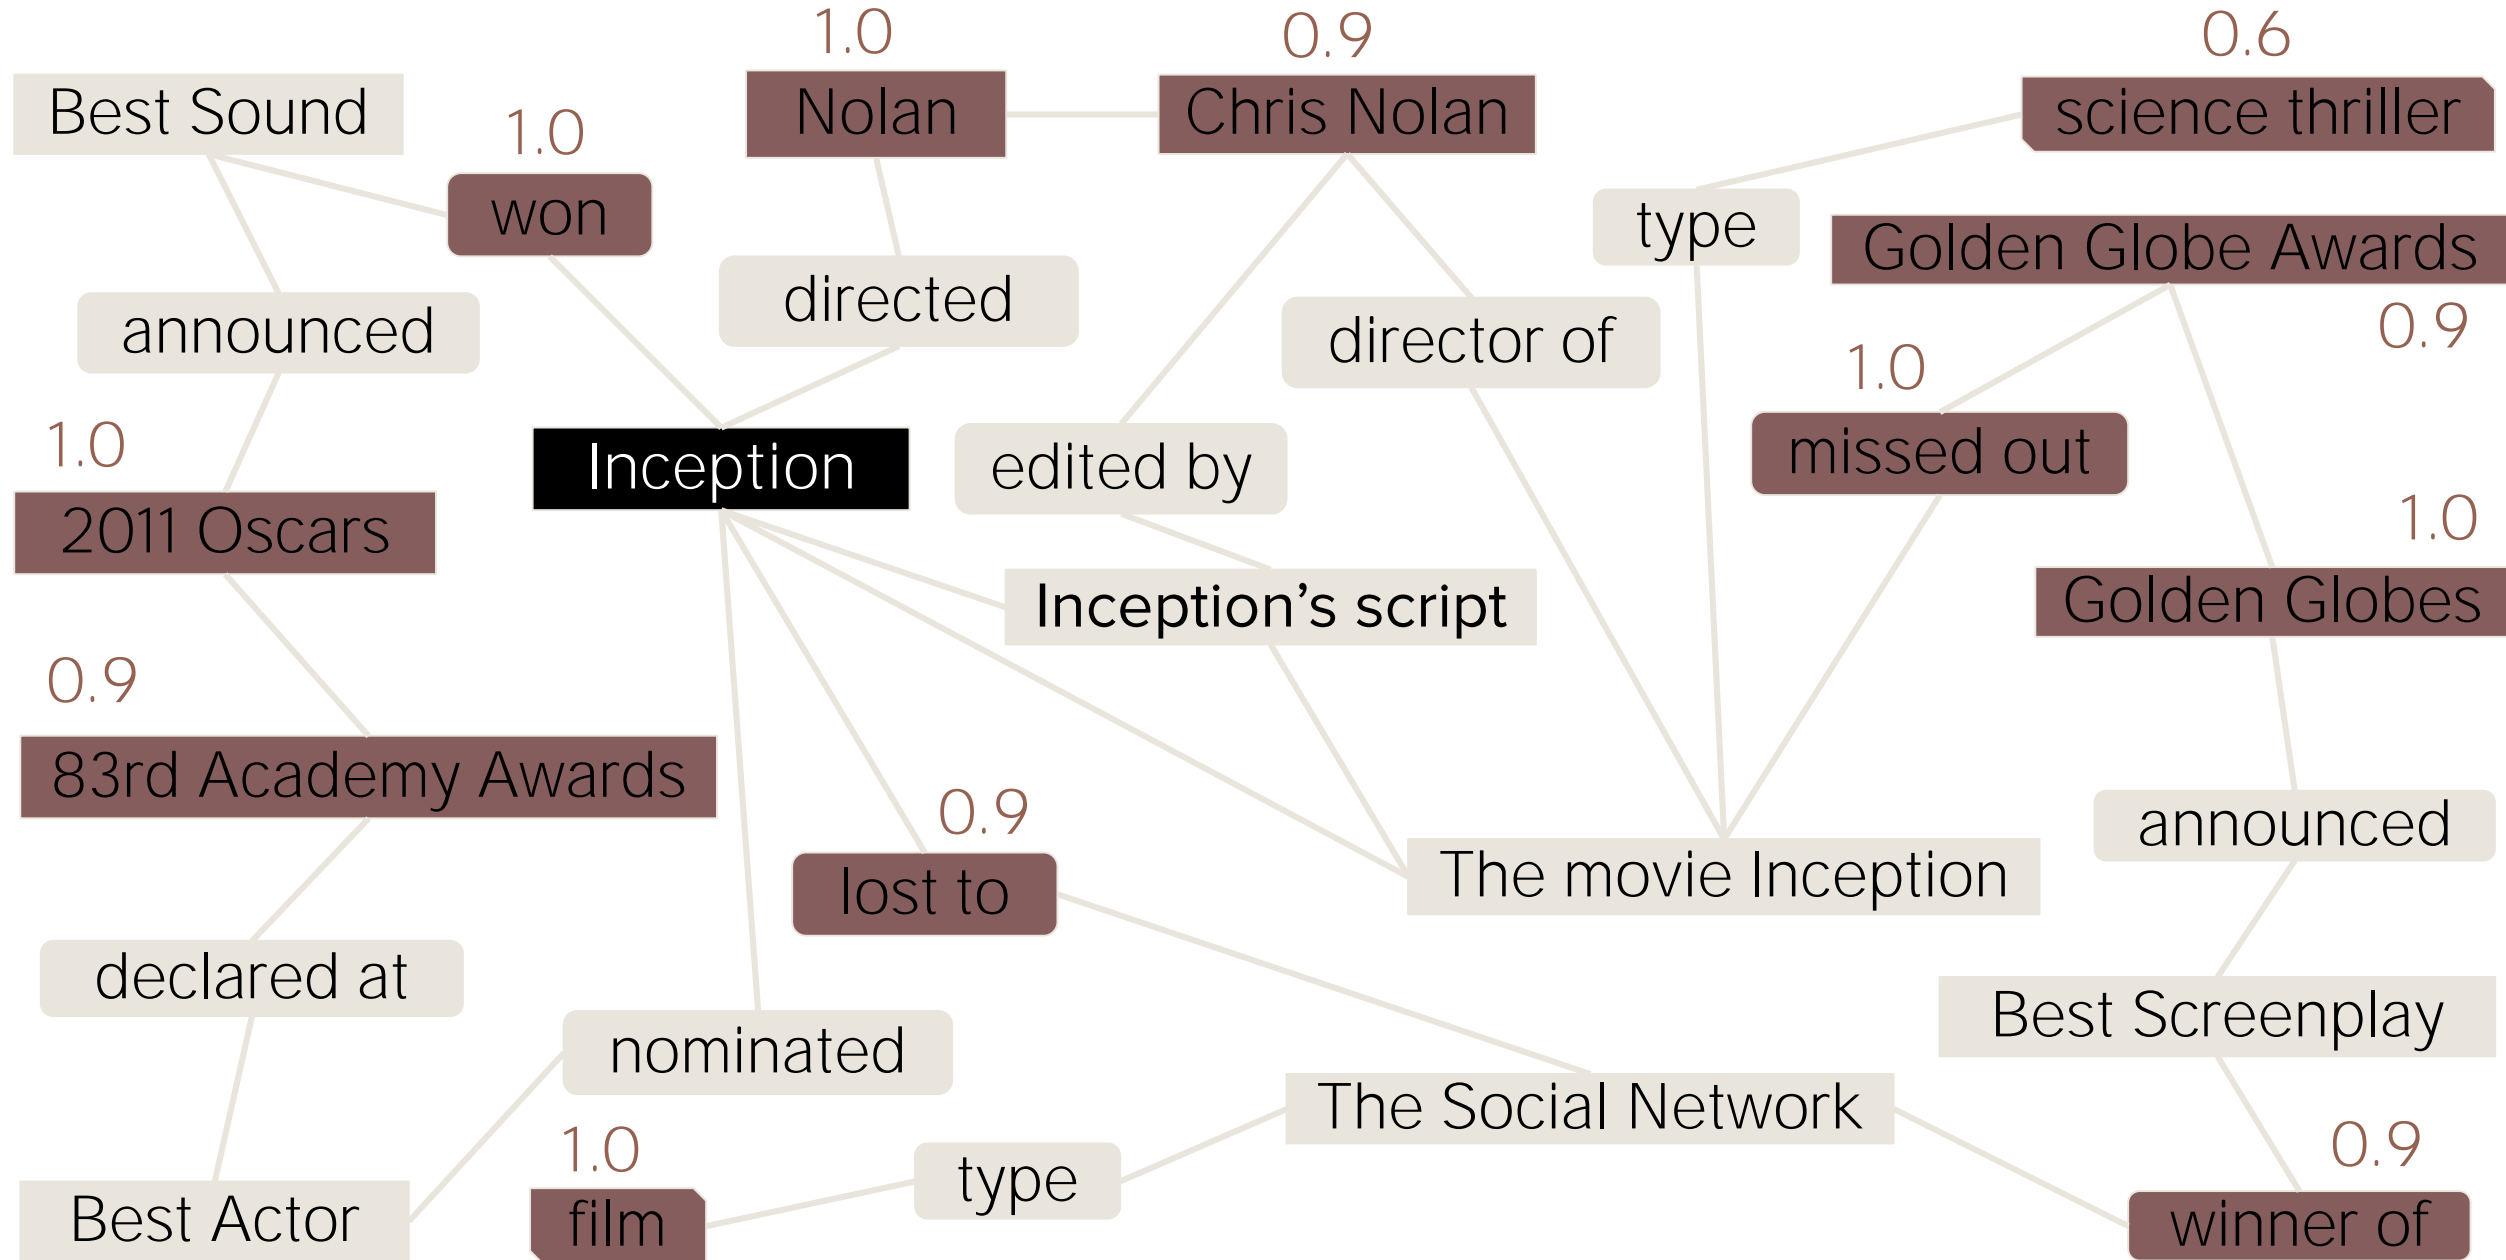 1.0
0.9
0.6
Best Sound
Nolan
Chris Nolan
science thriller
1.0
won
type
Golden Globe Awards
directed
announced
director of
0.9
1.0
1.0
Inception
edited by
missed out
2011 Oscars
1.0
Inception's script
Golden Globes
0.9
83rd Academy Awards
0.9
lost to
The movie Inception
announced
declared at
nominated
Best Screenplay
The Social Network
1.0
type
0.9
Best Actor
film
winner of